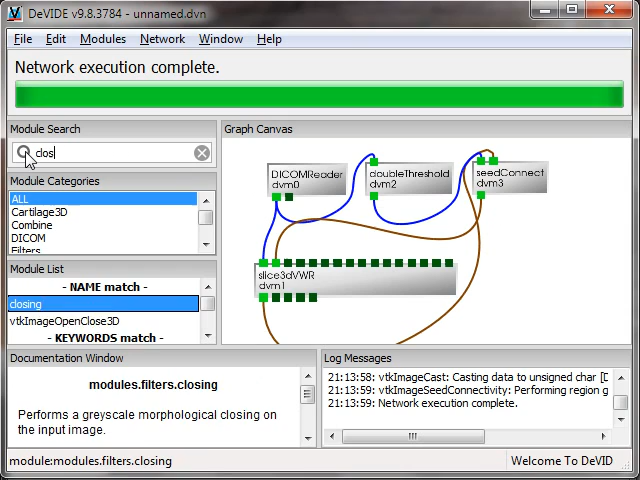 DeVIDE v9.8.3784 - unnamed.dvn
File Edit Modules Network Window Help
Network execution complete.
Module Search
clos
Module Categories
ALL
Cartilage3D
Combine
DICOM
Filters
Module List
- NAME match -
closing
vtkImageOpenClose3D
- KEYWORDS match -
Graph Canvas
DICOMReader
dvm0
doubleThreshold
dvm2
seedConnect
dvm3
slice3dVWR
dvm1
Documentation Window
modules.filters.closing
Performs a greyscale morphological closing on
the input image.
Log Messages
21:13:58: vtkImageCast: Casting data to unsigned char [D
21:13:59: vtkImageSeedConnectivity: Performing region g
21:13:59: Network execution complete.
module:modules.filters.closing
Welcome To DeVID